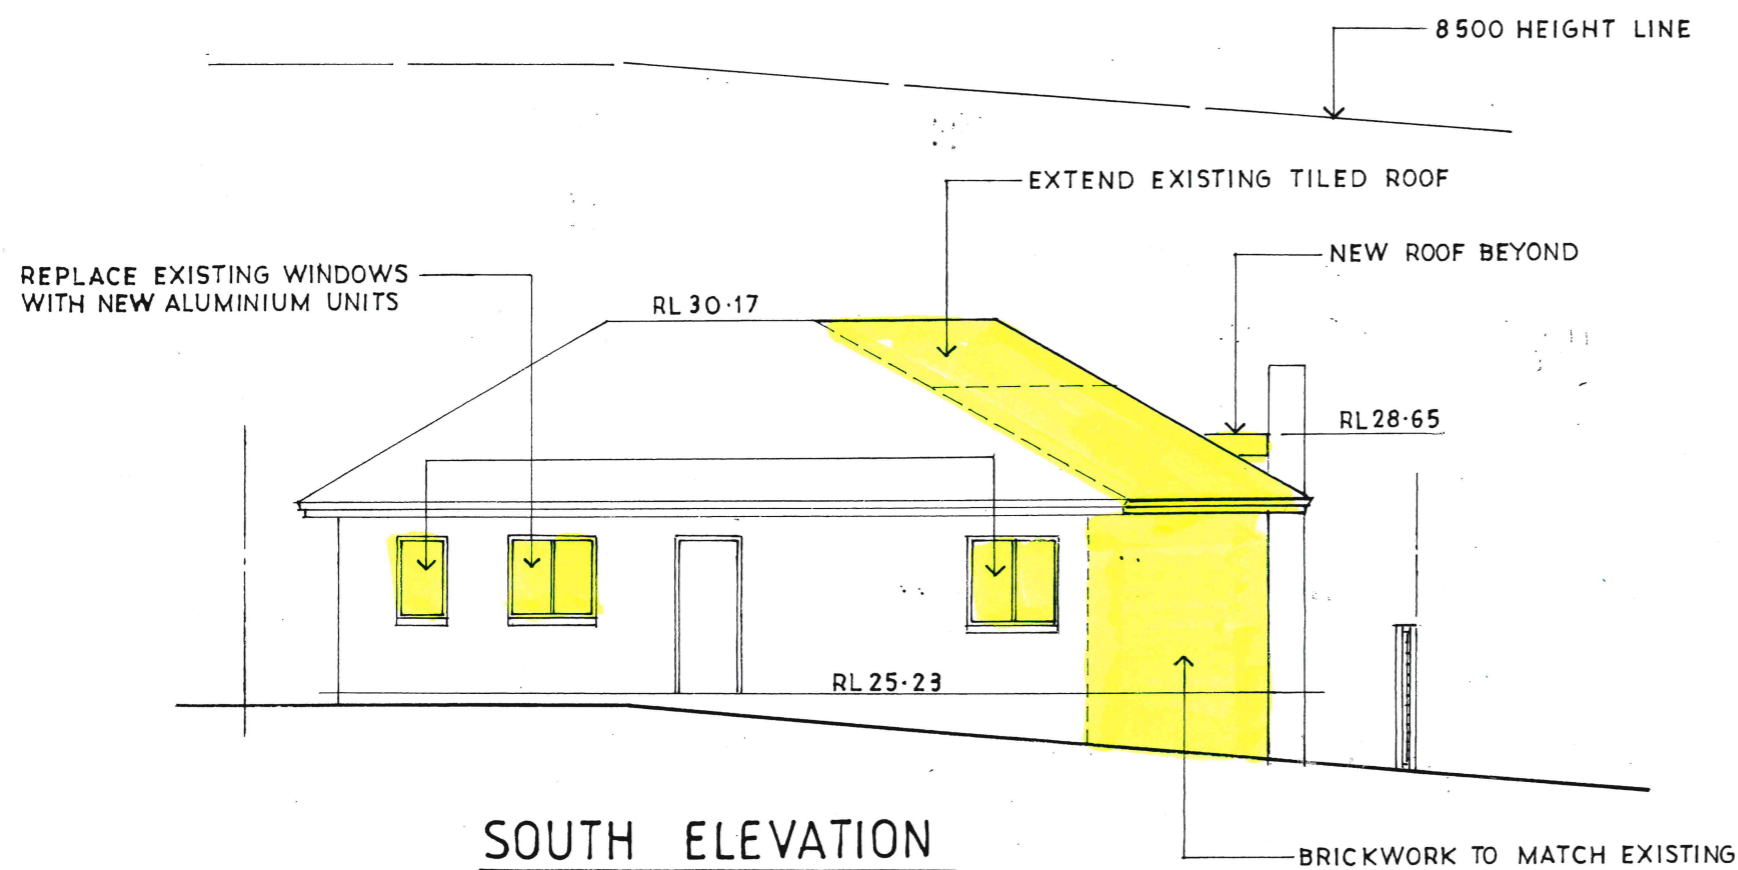 8500 HEIGHT LINE
EXTEND EXISTING TILED ROOF
NEW ROOF BEYOND
REPLACE EXISTING WINDOWS
WITH NEW ALUMINIUM UNITS
RL 30·17
RL 28·65
RL 25·23
SOUTH ELEVATION
BRICKWORK TO MATCH EXISTING